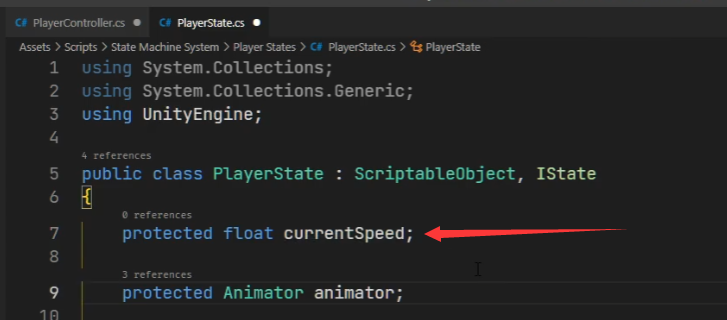 PlayerController.cs PlayerState.cs
Assets > Scripts > State Machine System > Player States > PlayerState.cs > PlayerState
1 using System.Collections;
2 using System.Collections.Generic;
3 using UnityEngine;
4
4 references
5 public class PlayerState : ScriptableObject, IState
6 {
0 references
7 protected float currentSpeed;
8
3 references
9 protected Animator animator;
10